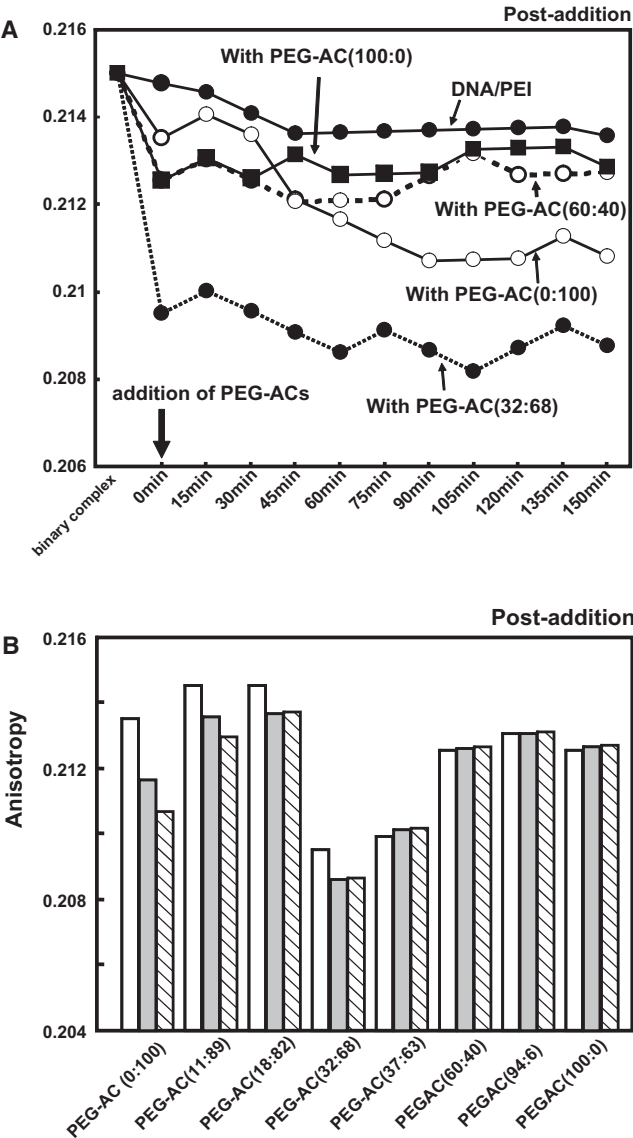 Post-addition
A
0.216
0.214
0.212
0.21
0.208
0.206
With PEG-AC(100:0)
DNA/PEI
With PEG-AC(60:40)
With PEG-AC(0:100)
With PEG-AC(32:68)
addition of PEG-ACs
binary complex
0min
15min
30min
45min
60min
75min
90min
105min
120min
135min
150min
Post-addition
B
0.216
0.212
0.208
0.204
Anisotropy
PEG-AC (0:100)
PEG-AC(11:89)
PEG-AC(18:82)
PEG-AC(32:68)
PEG-AC(37:63)
PEGAC(60:40)
PEGAC(94:6)
PEGAC(100:0)